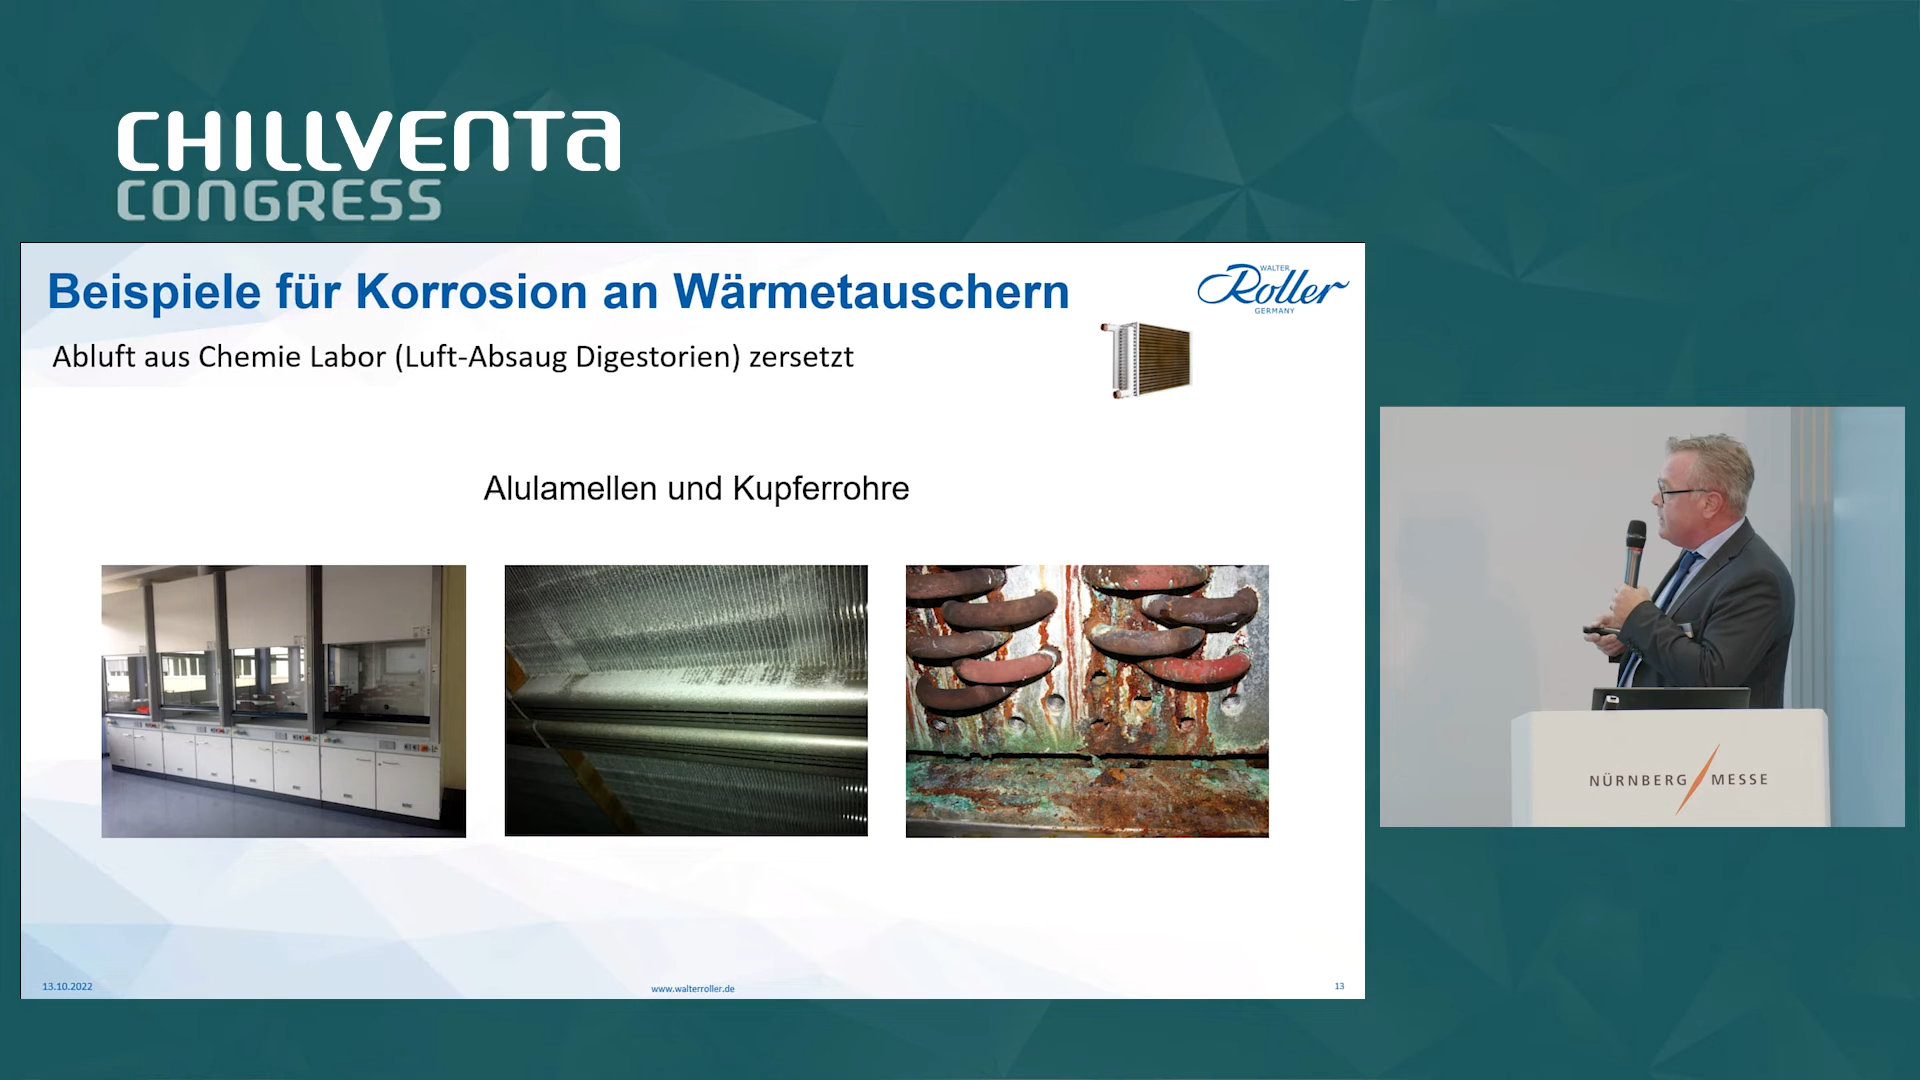 CHILLVENTA
CONGRESS
Beispiele für Korrosion an Wärmetauschern
WALTER
Roller
GERMANY
Abluft aus Chemie Labor (Luft-Absaug Digestorien) zersetzt
Alulamellen und Kupferrohre
NÜRNBERG MESSE
13.10.2022
www.walterroller.de
13